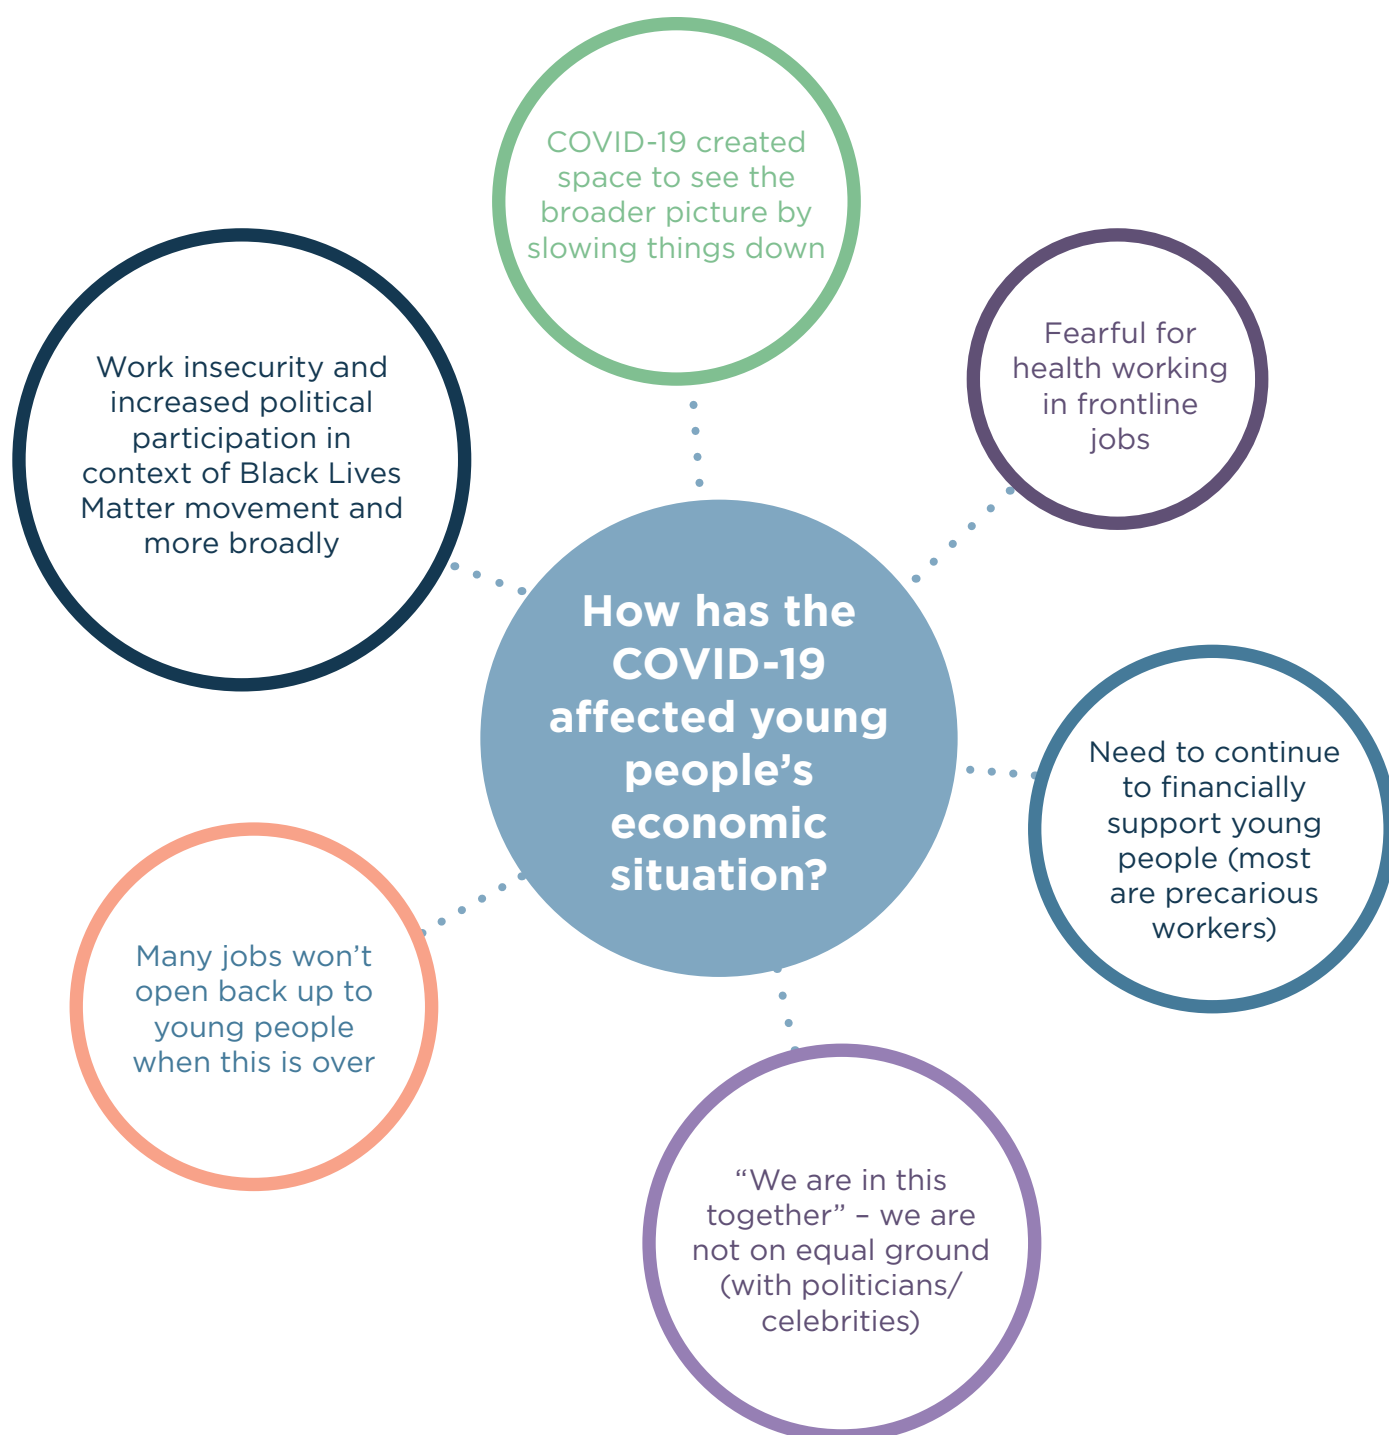 COVID-19 created
space to see the
broader picture by
slowing things down
Fearful for
health working
in frontline
jobs
Work insecurity and
increased political
participation in
context of Black Lives
Matter movement and
more broadly
How has the
COVID-19
affected young
people’s
economic
situation?
Need to continue
to financially
support young
people (most
are precarious
workers)
Many jobs won’t
open back up to
young people
when this is over
“We are in this
together” – we are
not on equal ground
(with politicians/
celebrities)